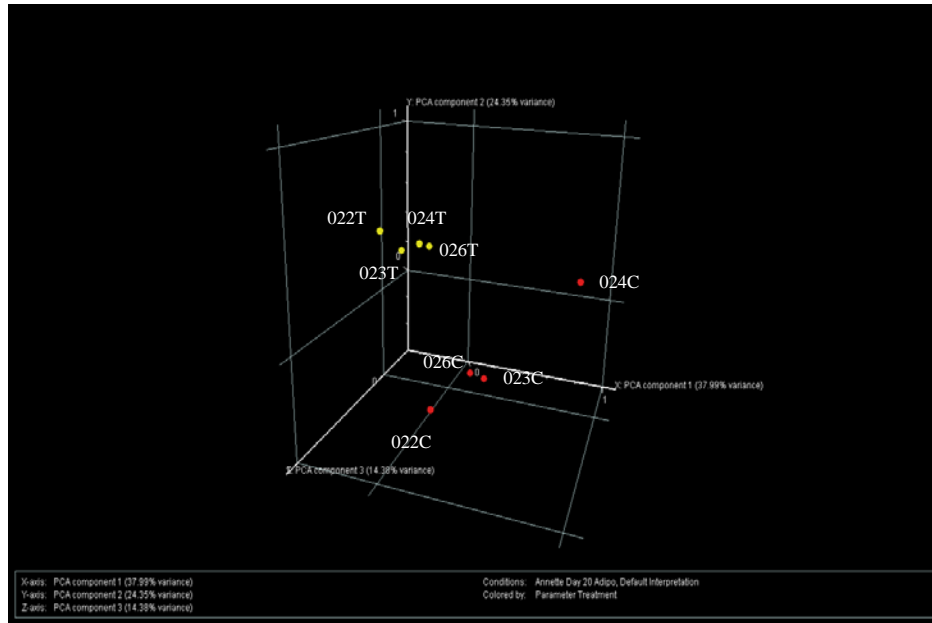 Y: PCA component 2 (24.35% variance)
1
022T
024T
026T
0
023T
024C
026C
0
023C
0
X: PCA component 1 (37.99% variance)
1
022C
Z: PCA component 3 (14.38% variance)
X-axis: PCA component 1 (37.99% variance)
Y-axis: PCA component 2 (24.35% variance)
Z-axis: PCA component 3 (14.38% variance)
Conditions: Annette Day 20 Adipo, Default Interpretation
Colored by: Parameter Treatment